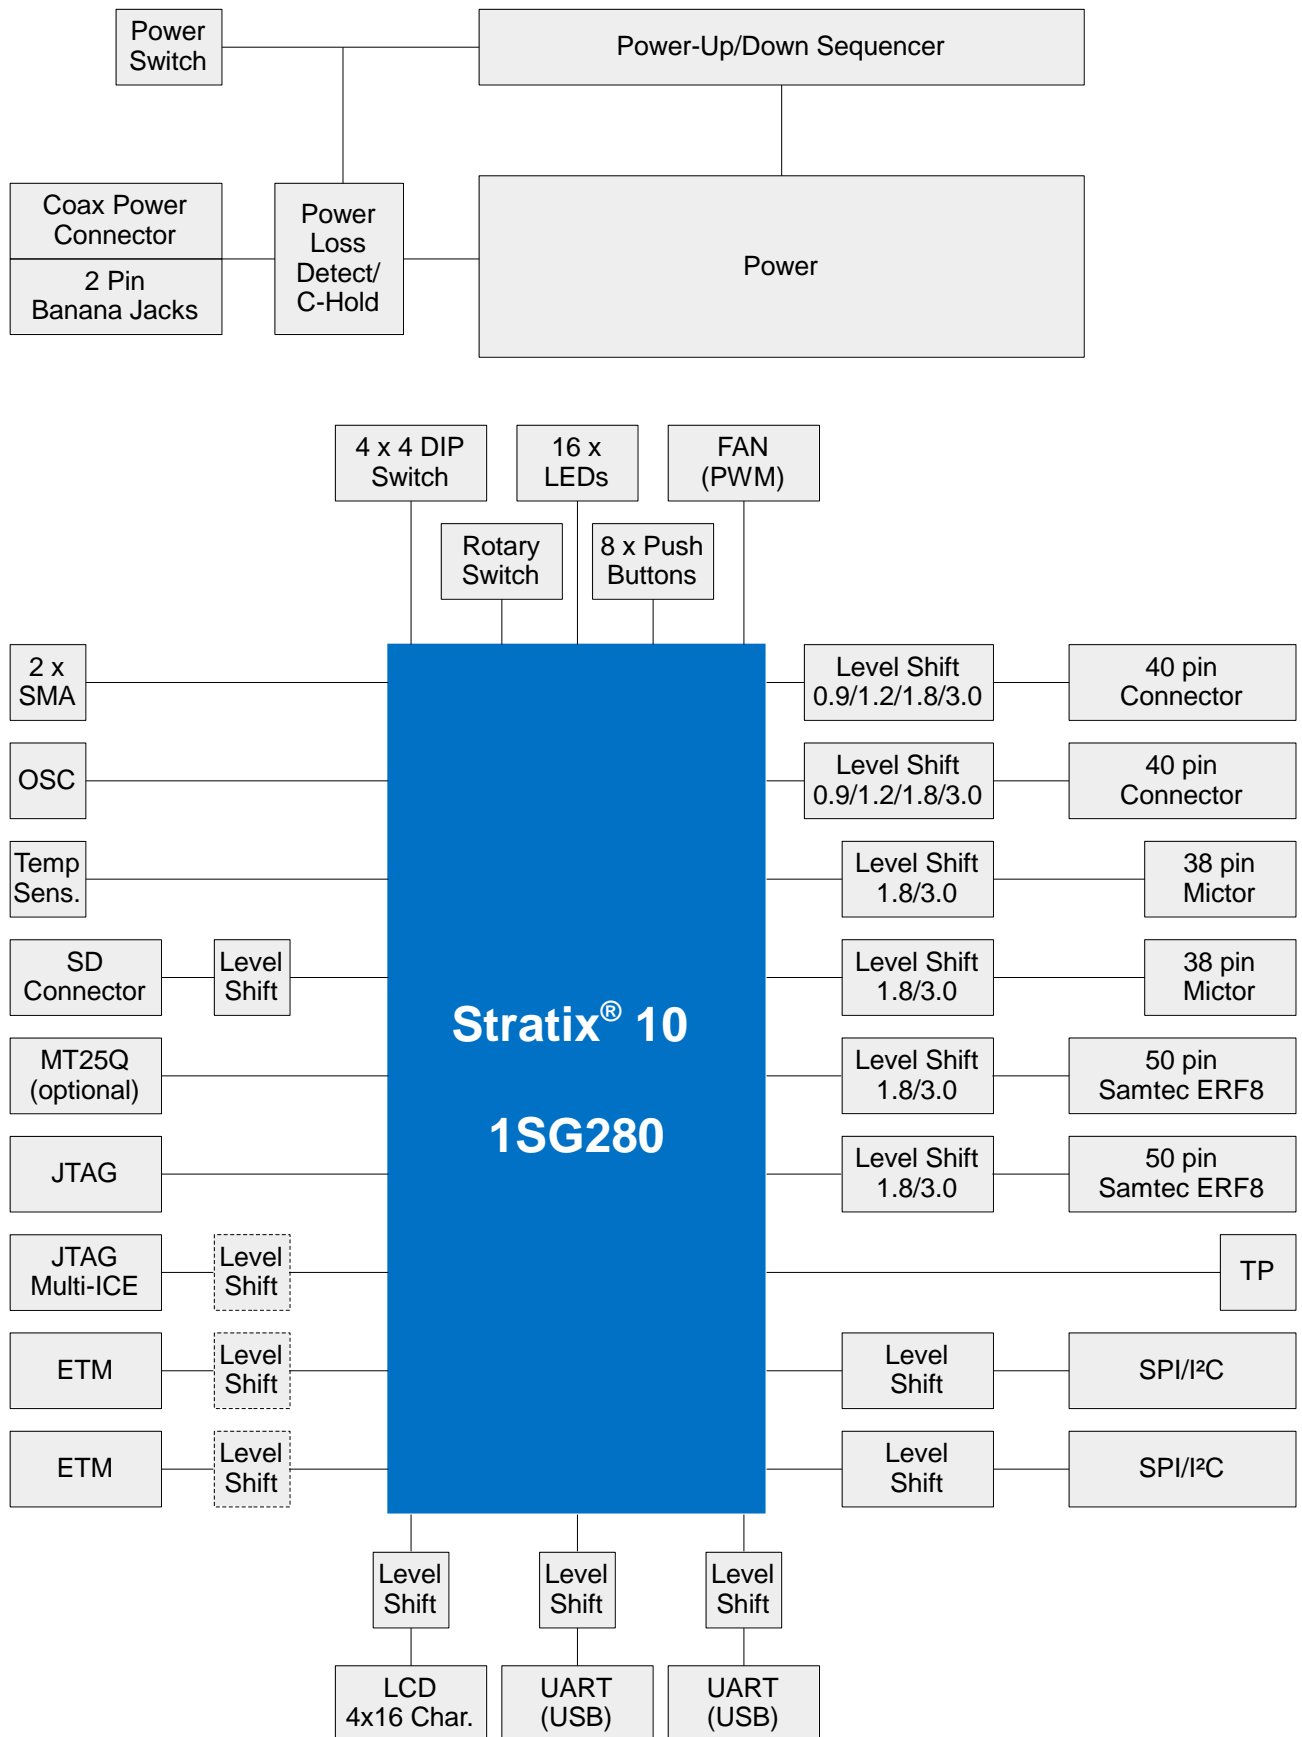 Power
Switch
Power-Up/Down Sequencer
Coax Power
Connector
2 Pin
Banana Jacks
Power
Loss
Detect/
C-Hold
Power
4 x 4 DIP
Switch
16 x
LEDs
FAN
(PWM)
Rotary
Switch
8 x Push
Buttons
2 x
SMA
Level Shift
0.9/1.2/1.8/3.0
40 pin
Connector
OSC
Level Shift
0.9/1.2/1.8/3.0
40 pin
Connector
Temp
Sens.
Level Shift
1.8/3.0
38 pin
Mictor
SD
Connector
Level
Shift
Level Shift
1.8/3.0
38 pin
Mictor
Stratix® 10
1SG280
MT25Q
(optional)
Level Shift
1.8/3.0
50 pin
Samtec ERF8
JTAG
Level Shift
1.8/3.0
50 pin
Samtec ERF8
JTAG
Multi-ICE
Level
Shift
TP
ETM
Level
Shift
Level
Shift
SPI/I²C
ETM
Level
Shift
Level
Shift
SPI/I²C
Level
Shift
Level
Shift
Level
Shift
LCD
4x16 Char.
UART
(USB)
UART
(USB)